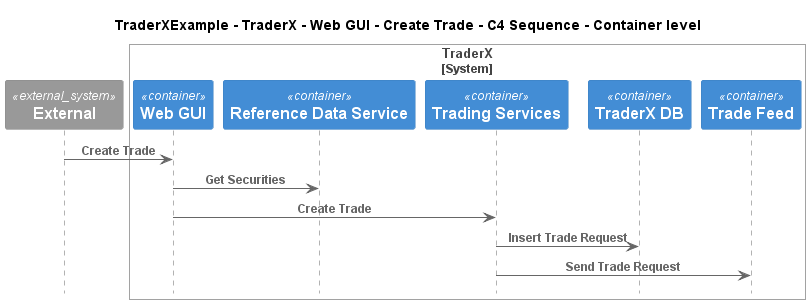 TraderXExample - TraderX - Web GUI - Create Trade - C4 Sequence - Container level
TraderX
[System]
«external_system» «container» «container» «container» «container» «container»
External Web GUI Reference Data Service Trading Services TraderX DB Trade Feed
Create Trade
Get Securities
Create Trade
Insert Trade Request
Send Trade Request